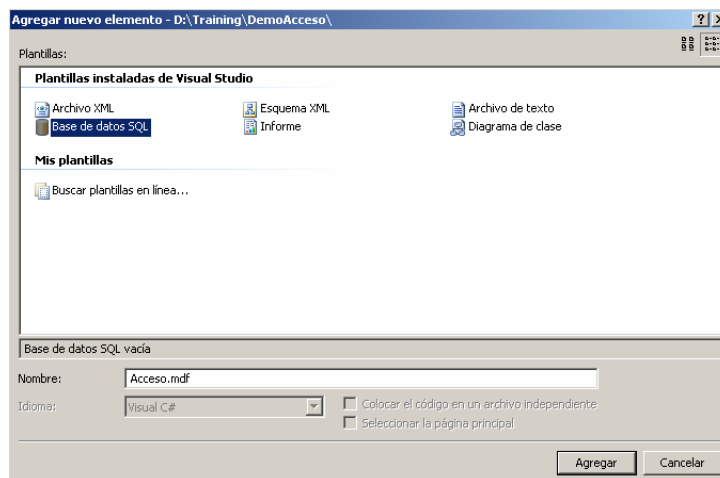 Agregar nuevo elemento - D:\Training\DemoAcceso\
Plantillas:
Plantillas instaladas de Visual Studio
Archivo XML
Esquema XML
Archivo de texto
Base de datos SQL
Informe
Diagrama de clase
Mis plantillas
Buscar plantillas en línea...
Base de datos SQL vacía
Nombre:
Acceso.mdf
Idioma:
Visual C#
Colocar el código en un archivo independiente
Seleccionar la página principal
Agregar
Cancelar